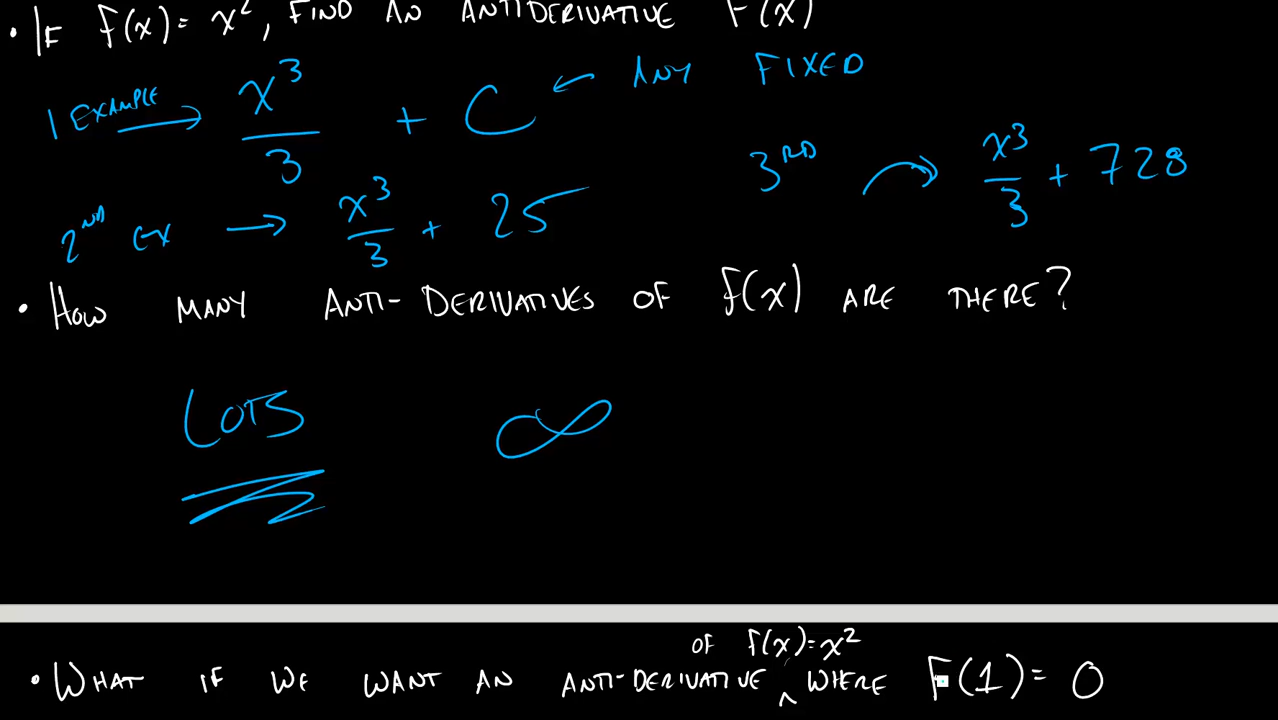 • IF f(x) = x², FIND AN ANTIDERIVATIVE F(x)
1 EXAMPLE → x³/3 + C ← ANY FIXED
3RD → x³/3 + 728
2ND EX → x³/3 + 25
• HOW MANY ANTI-DERIVATIVES OF f(x) ARE THERE?
LOTS ∞
OF f(x)=x²
• WHAT IF WE WANT AN ANTI-DERIVATIVE ^ WHERE F(1) = 0